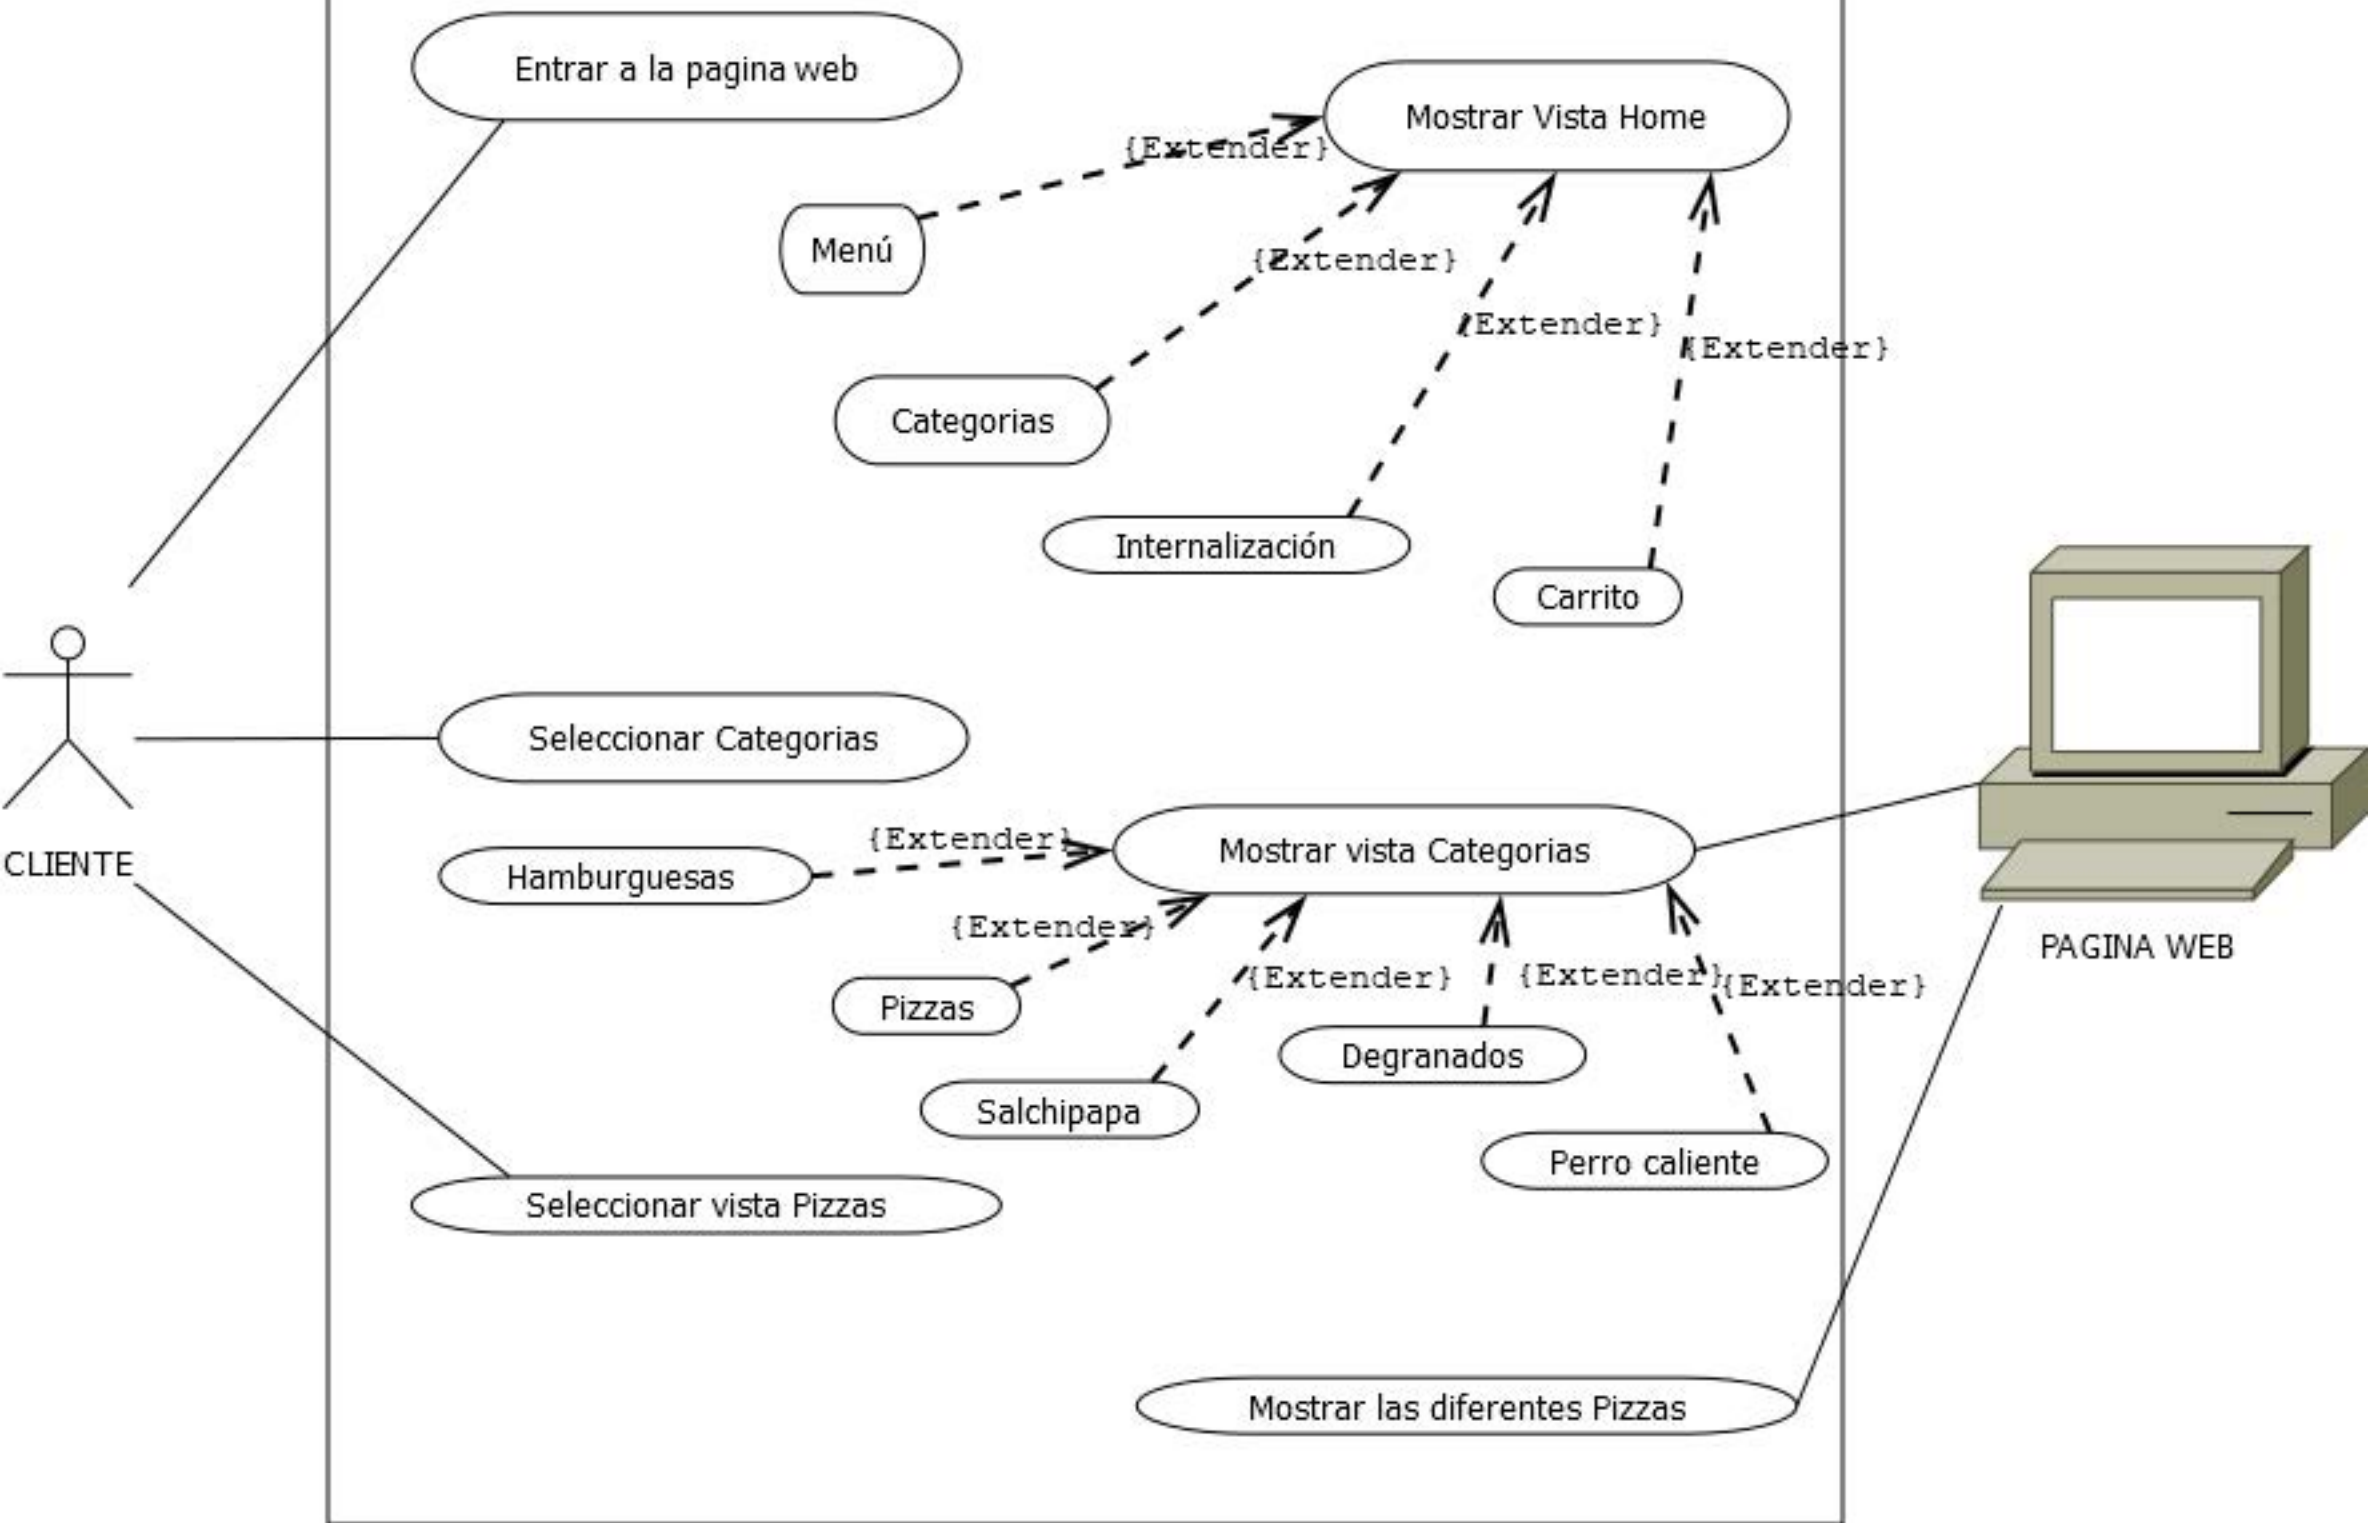 Entrar a la pagina web
Mostrar Vista Home
{Extender}
Menú
{Extender}
{Extender}
{Extender}
Categorias
Internalización
Carrito
Seleccionar Categorias
CLIENTE
{Extender}
Mostrar vista Categorias
Hamburguesas
{Extender}
PAGINA WEB
{Extender}
{Extender}
{Extender}
Pizzas
Degranados
Salchipapa
Perro caliente
Seleccionar vista Pizzas
Mostrar las diferentes Pizzas